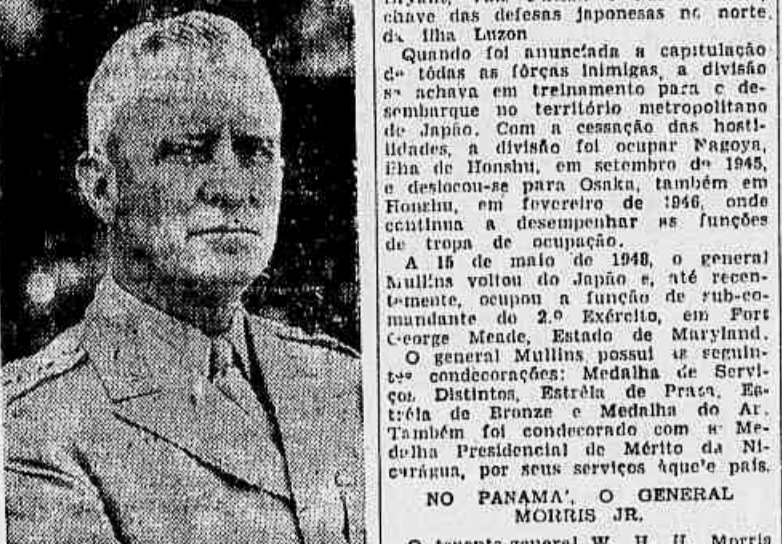 chave das defesas japonesas no norte
da Ilha Luzon
Quando foi anunciada a capitulação
de tôdas as fôrças inimigas, a divisão
se achava em treinamento para o de-
sembarque no território metropolitano
do Japão. Com a cessação das hosti-
lidades, a divisão foi ocupar Nagoya,
Ilha de Honshu, em setembro de 1945,
e deslocou-se para Osaka, também em
Honshu, em fevereiro de 1946, onde
continua a desempenhar as funções
de tropa de ocupação.
A 15 de maio de 1948, o general
Mullins voltou do Japão e, até recen-
temente, ocupou a função de sub-co-
mandante do 2.º Exército, em Fort
George Meade, Estado de Maryland.
O general Mullins possui as seguin-
tes condecorações: Medalha de Servi-
ços Distintos, Estrêla de Prata, Es-
trêla de Bronze e Medalha do Ar.
Também foi condecorado com a Me-
dalha Presidencial de Mérito da Ni-
carágua, por seus serviços àquele país.
NO PANAMA', O GENERAL
MORRIS JR.
O tenente-general W. H. H. Morris